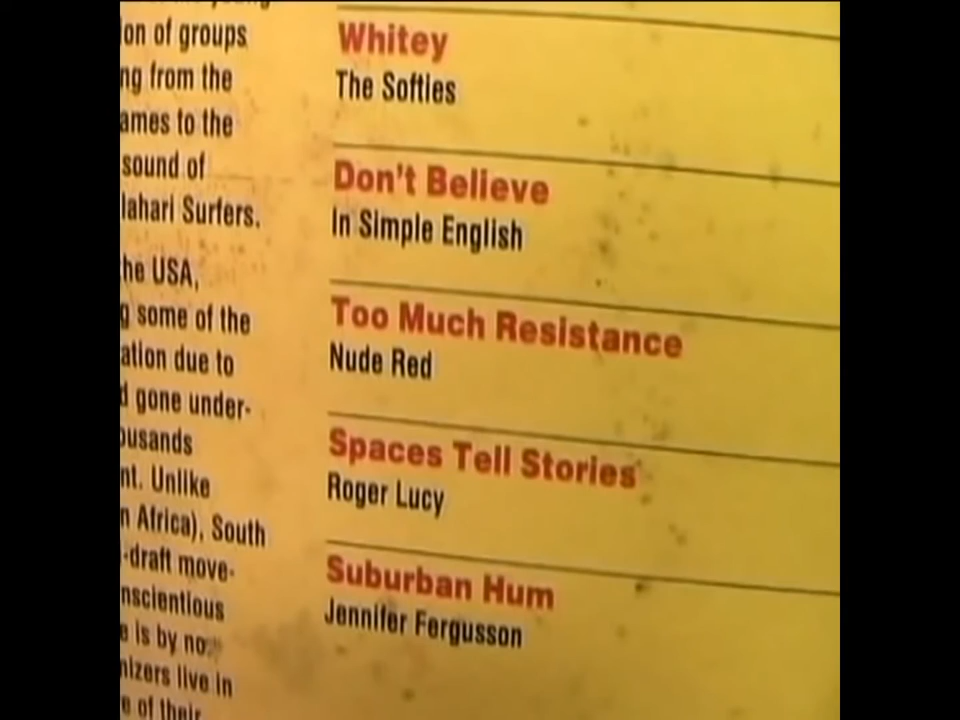 ion of groups
ng from the
ames to the
sound of
lahari Surfers.
he USA,
g some of the
ation due to
d gone under-
ousands
nt. Unlike
n Africa), South
-draft move-
nscientious
e is by no
nizers live in
e of their
Whitey
The Softies
Don't Believe
In Simple English
Too Much Resistance
Nude Red
Spaces Tell Stories
Roger Lucy
Suburban Hum
Jennifer Fergusson